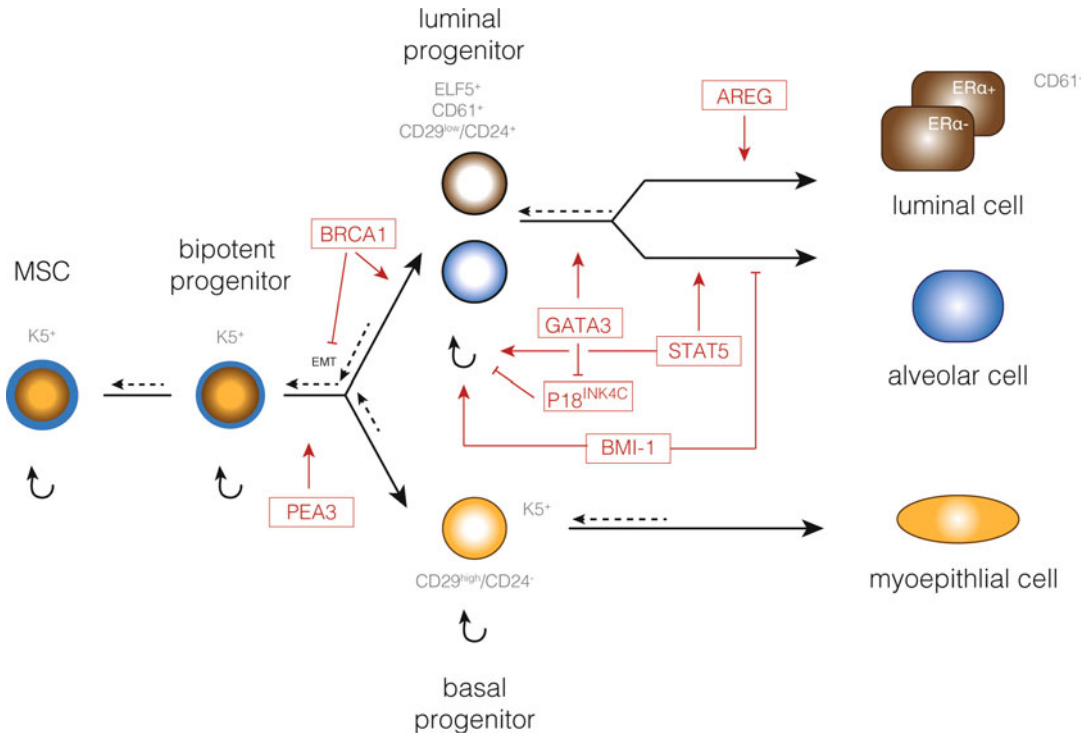 luminal
progenitor
ELF5⁺
CD61⁺
CD29ˡᵒʷ/CD24⁺
AREG
ERα+
ERα-
CD61⁻
luminal cell
BRCA1
bipotent
progenitor
MSC
K5⁺
K5⁺
EMT
GATA3
STAT5
P18ᴵᴺᴷ⁴ᶜ
BMI-1
alveolar cell
PEA3
K5⁺
CD29ʰⁱᵍʰ/CD24⁻
myoepithlial cell
basal
progenitor